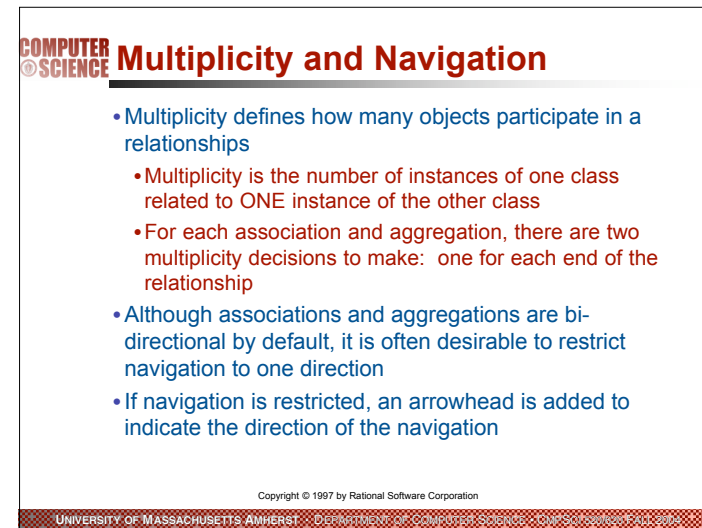 COMPUTER
SCIENCE
Multiplicity and Navigation
• Multiplicity defines how many objects participate in a
relationships
• Multiplicity is the number of instances of one class
related to ONE instance of the other class
• For each association and aggregation, there are two
multiplicity decisions to make: one for each end of the
relationship
• Although associations and aggregations are bi-
directional by default, it is often desirable to restrict
navigation to one direction
• If navigation is restricted, an arrowhead is added to
indicate the direction of the navigation
Copyright © 1997 by Rational Software Corporation
UNIVERSITY OF MASSACHUSETTS AMHERST • DEPARTMENT OF COMPUTER SCIENCE • CMPSCI 520/620 FALL